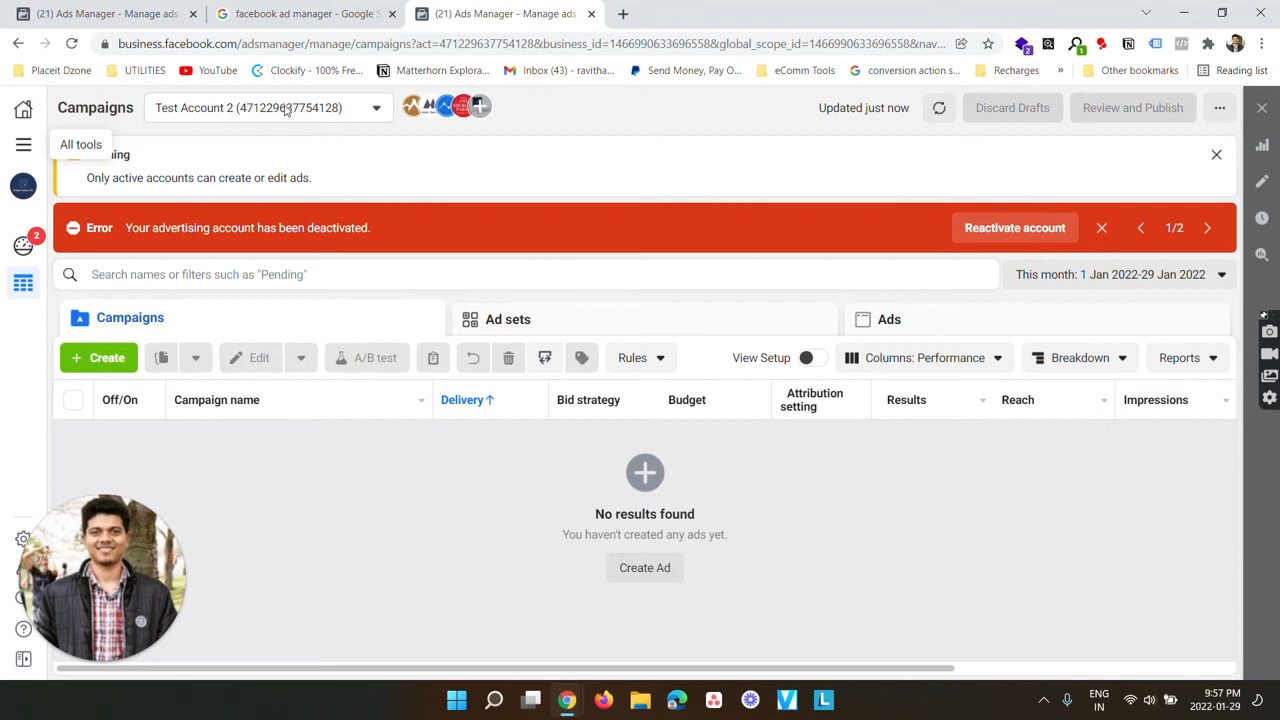 (21) Ads Manager - Manage ads
facebook ad manager - Google S
(21) Ads Manager - Manage ads
business.facebook.com/adsmanager/manage/campaigns?act=471229637754128&business_id=1466990633696558&global_scope_id=1466990633696558&nav...
2
1
Placeit Dzone
UTILITIES
YouTube
Clockify - 100% Fre...
Matterhorn Explora...
Inbox (43) - ravitha...
Send Money, Pay O...
eComm Tools
conversion action s...
Recharges
»
Other bookmarks
Reading list
Campaigns
Test Account 2 (471229637754128)
Updated just now
Discard Drafts
Review and Publish
All tools
Only active accounts can create or edit ads.
Error Your advertising account has been deactivated.
Reactivate account
1/2
2
Search names or filters such as "Pending"
This month: 1 Jan 2022-29 Jan 2022
Campaigns
Ad sets
Ads
+ Create
Edit
A/B test
Rules
View Setup
Columns: Performance
Breakdown
Reports
Off/On
Campaign name
Delivery ↑
Bid strategy
Budget
Attribution
setting
Results
Reach
Impressions
No results found
You haven't created any ads yet.
Create Ad
ENG
IN
9:57 PM
2022-01-29